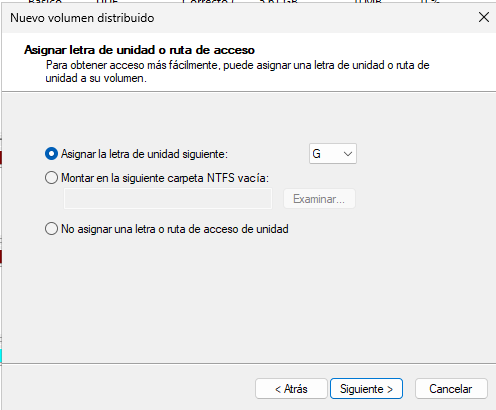 Nuevo volumen distribuido
Asignar letra de unidad o ruta de acceso
Para obtener acceso más fácilmente, puede asignar una letra de unidad o ruta de
unidad a su volumen.
Asignar la letra de unidad siguiente: G
Montar en la siguiente carpeta NTFS vacía:
Examinar...
No asignar una letra o ruta de acceso de unidad
< Atrás Siguiente > Cancelar